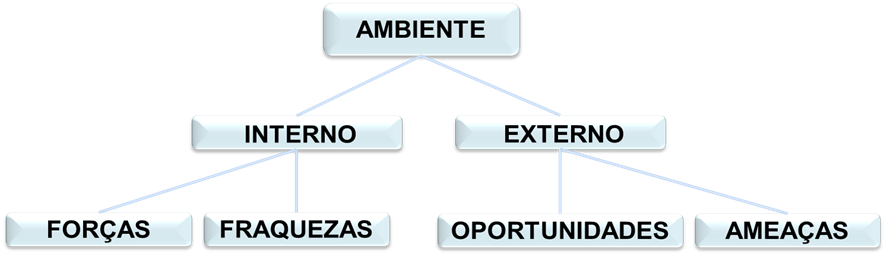 AMBIENTE
INTERNO
EXTERNO
FORÇAS
FRAQUEZAS
OPORTUNIDADES
AMEAÇAS